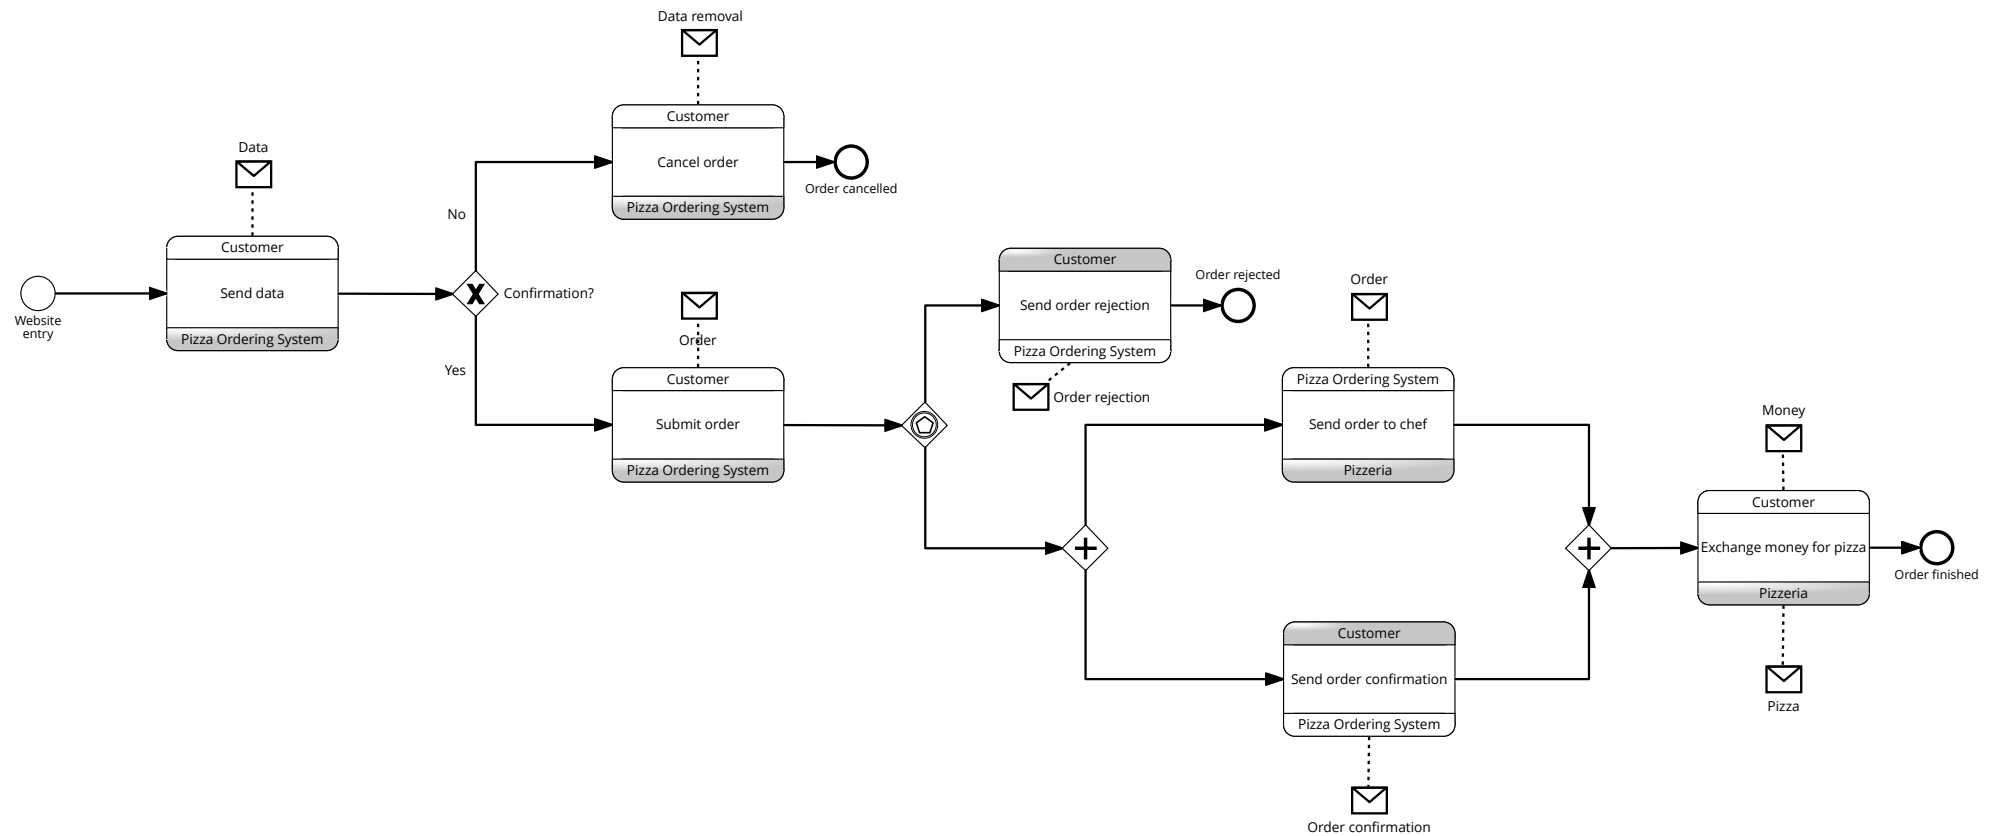 Data removal
Customer
Cancel order
Pizza Ordering System
Order cancelled
Data
Customer
Send data
Pizza Ordering System
Website
entry
No
Confirmation?
Yes
Order
Customer
Submit order
Pizza Ordering System
Customer
Send order rejection
Pizza Ordering System
Order rejection
Order rejected
Order
Pizza Ordering System
Send order to chef
Pizzeria
Customer
Send order confirmation
Pizza Ordering System
Order confirmation
Money
Customer
Exchange money for pizza
Pizzeria
Pizza
Order finished